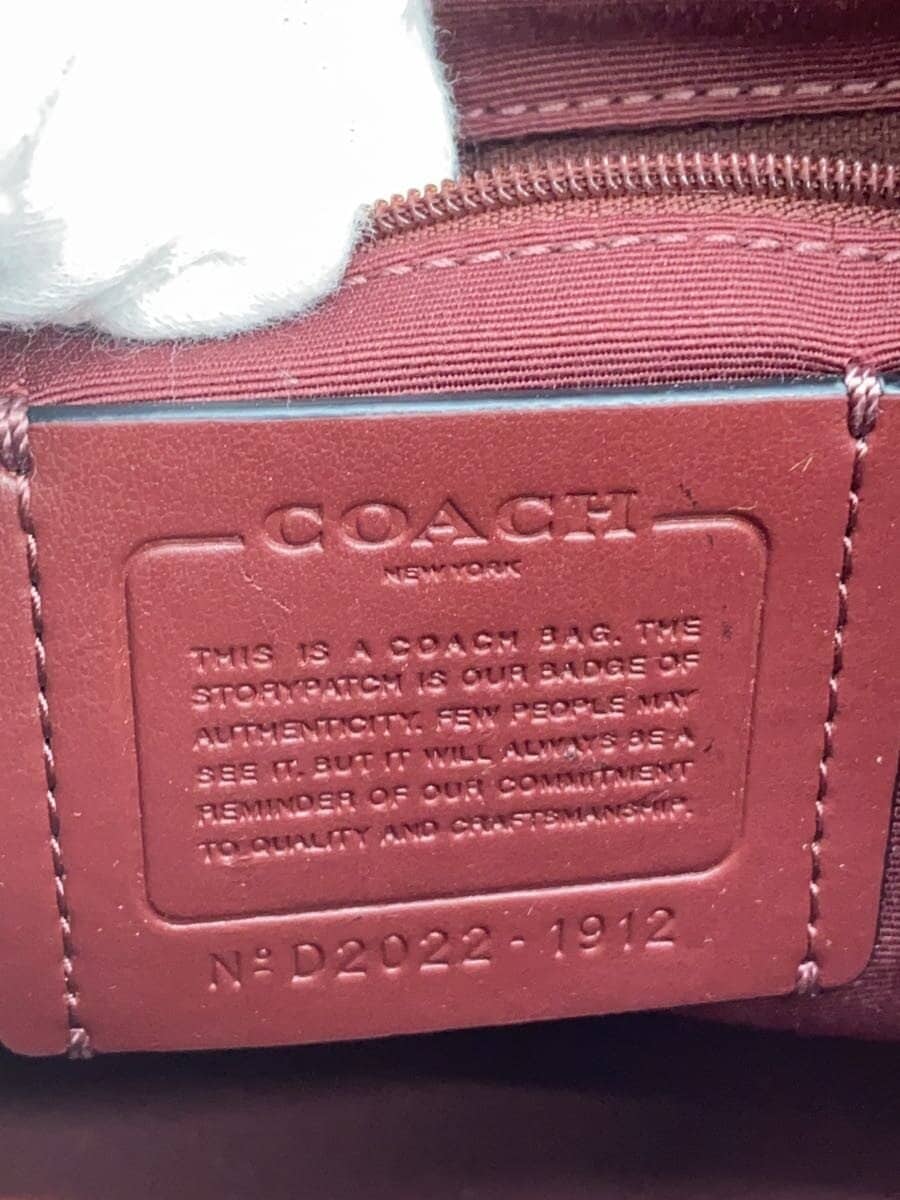 COACH
NEW YORK
THIS IS A COACH BAG. THE
STORYPATCH IS OUR BADGE OF
AUTHENTICITY. FEW PEOPLE MAY
SEE IT. BUT IT WILL ALWAYS BE A
REMINDER OF OUR COMMITMENT
TO QUALITY AND CRAFTSMANSHIP.
Nº D2022-1912